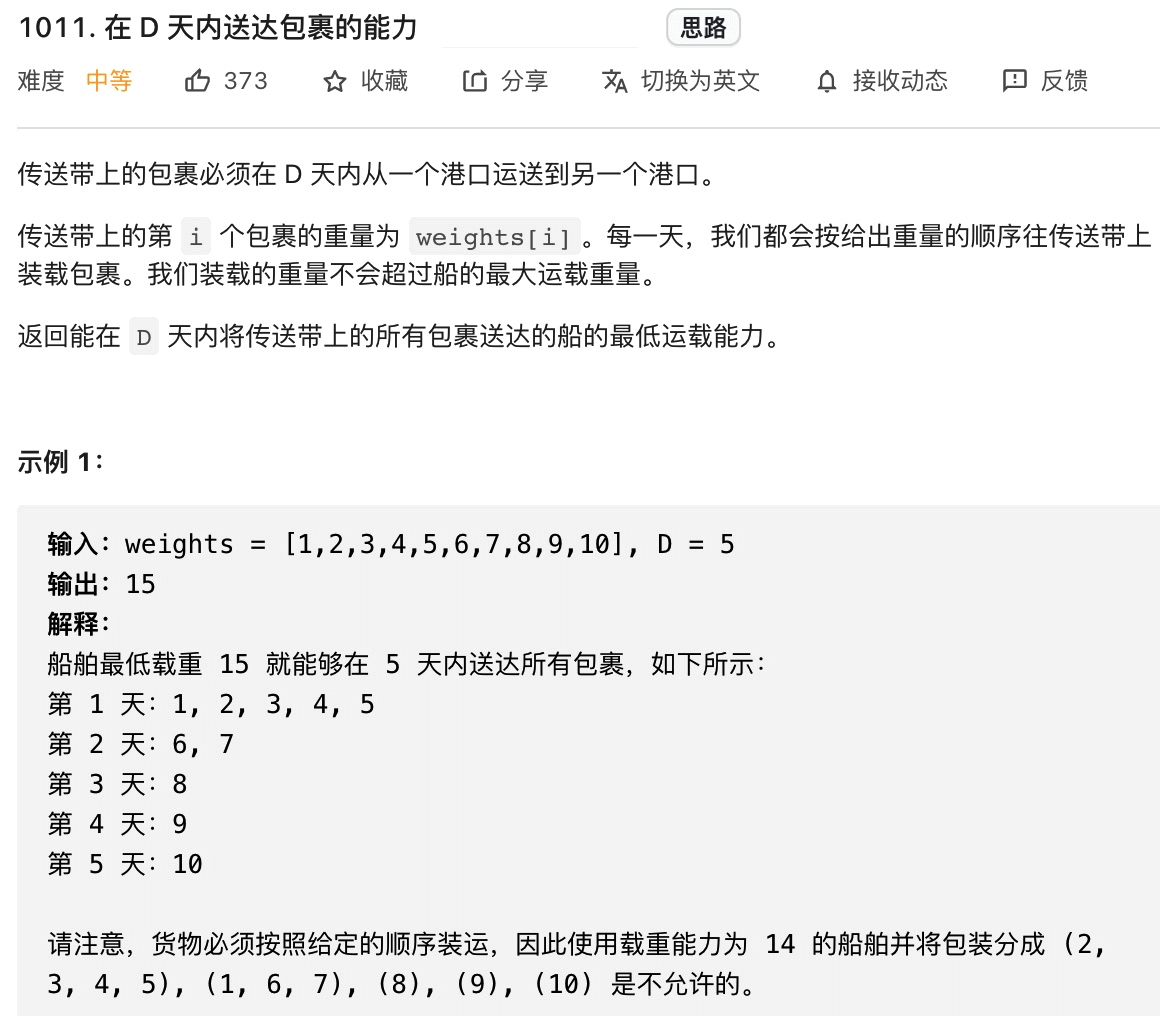 1011. 在 D 天内送达包裹的能力 思路
难度 中等 373 收藏 分享 切换为英文 接收动态 反馈
传送带上的包裹必须在 D 天内从一个港口运送到另一个港口。
传送带上的第 i 个包裹的重量为 weights[i]。每一天，我们都会按给出重量的顺序往传送带上
装载包裹。我们装载的重量不会超过船的最大运载重量。
返回能在 D 天内将传送带上的所有包裹送达的船的最低运载能力。
示例 1：
输入：weights = [1,2,3,4,5,6,7,8,9,10], D = 5
输出：15
解释：
船舶最低载重 15 就能够在 5 天内送达所有包裹，如下所示：
第 1 天：1, 2, 3, 4, 5
第 2 天：6, 7
第 3 天：8
第 4 天：9
第 5 天：10
请注意，货物必须按照给定的顺序装运，因此使用载重能力为 14 的船舶并将包装分成 (2,
3, 4, 5), (1, 6, 7), (8), (9), (10) 是不允许的。